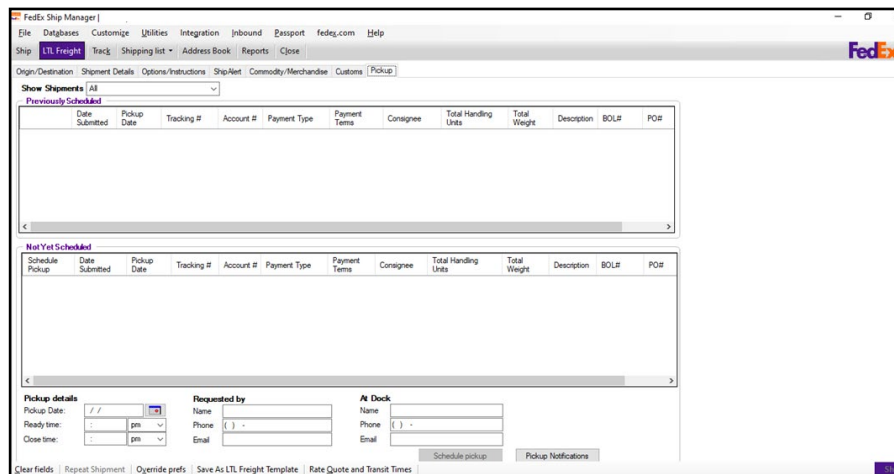 FedEx Ship Manager |
File Databases Customize Utilities Integration Inbound Passport fedex.com Help
Ship LTL Freight Track Shipping list Address Book Reports Close
FedEx
Origin/Destination Shipment Details Options/Instructions ShipAlert Commodity/Merchandise Customs Pickup
Show Shipments All
Previously Scheduled
Date Submitted Pickup Date Tracking # Account # Payment Type Payment Terms Consignee Total Handling Units Total Weight Description BOL# PO#
Not Yet Scheduled
Schedule Pickup Date Submitted Pickup Date Tracking # Account # Payment Type Payment Terms Consignee Total Handling Units Total Weight Description BOL# PO#
Pickup details Requested by At Dock
Pickup Date: / / Name Name
Ready time: : pm Phone ( ) - Phone ( ) -
Close time: : pm Email Email
Schedule pickup Pickup Notifications
Clear fields | Repeat Shipment | Override prefs | Save As LTL Freight Template | Rate Quote and Transit Times